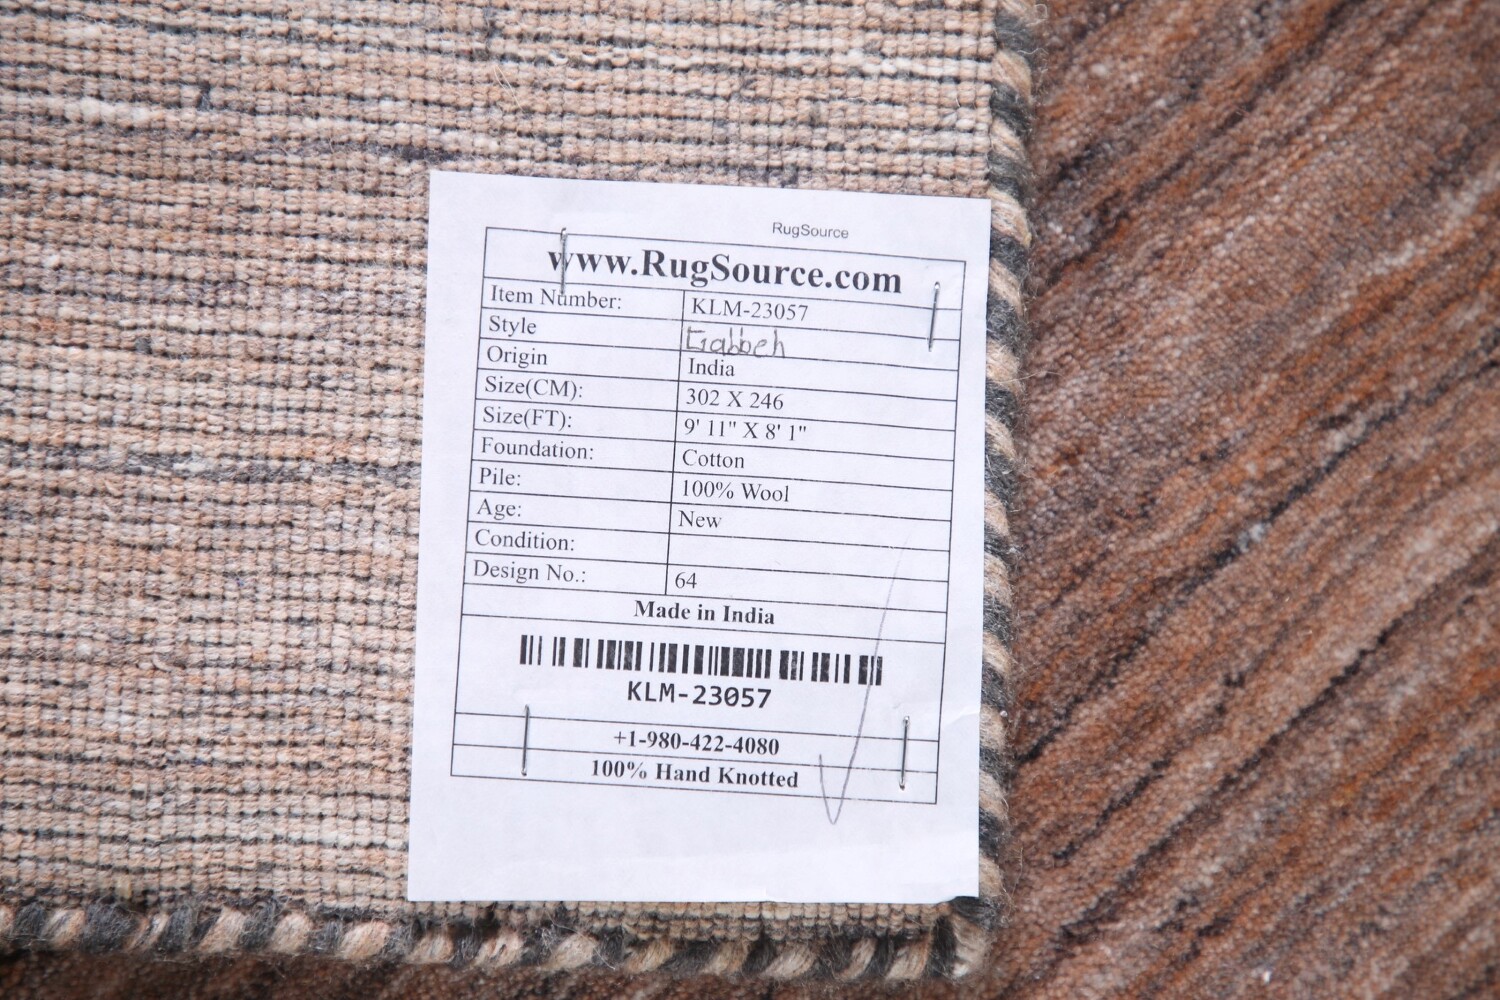 RugSource
www.RugSource.com
Item Number: KLM-23057
Style Gabbeh
Origin India
Size(CM): 302 X 246
Size(FT): 9' 11" X 8' 1"
Foundation: Cotton
Pile: 100% Wool
Age: New
Condition:
Design No.: 64
Made in India
KLM-23057
+1-980-422-4080
100% Hand Knotted